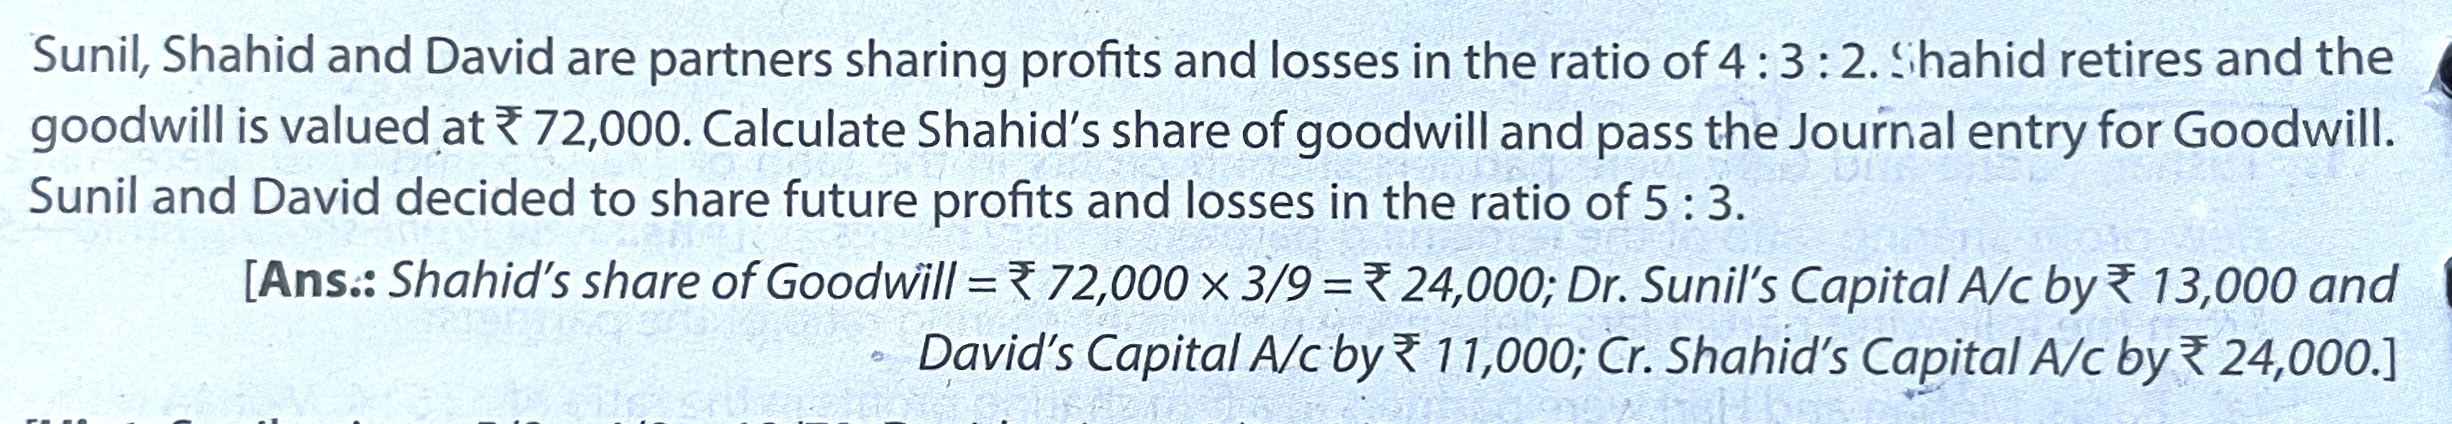 Sunil, Shahid and David are partners sharing profits and losses in the ratio of 4 : 3 : 2. Shahid retires and the
goodwill is valued at ₹ 72,000. Calculate Shahid's share of goodwill and pass the Journal entry for Goodwill.
Sunil and David decided to share future profits and losses in the ratio of 5 : 3.
[Ans.: Shahid's share of Goodwill = ₹ 72,000 × 3/9 = ₹ 24,000; Dr. Sunil's Capital A/c by ₹ 13,000 and
David's Capital A/c by ₹ 11,000; Cr. Shahid's Capital A/c by ₹ 24,000.]